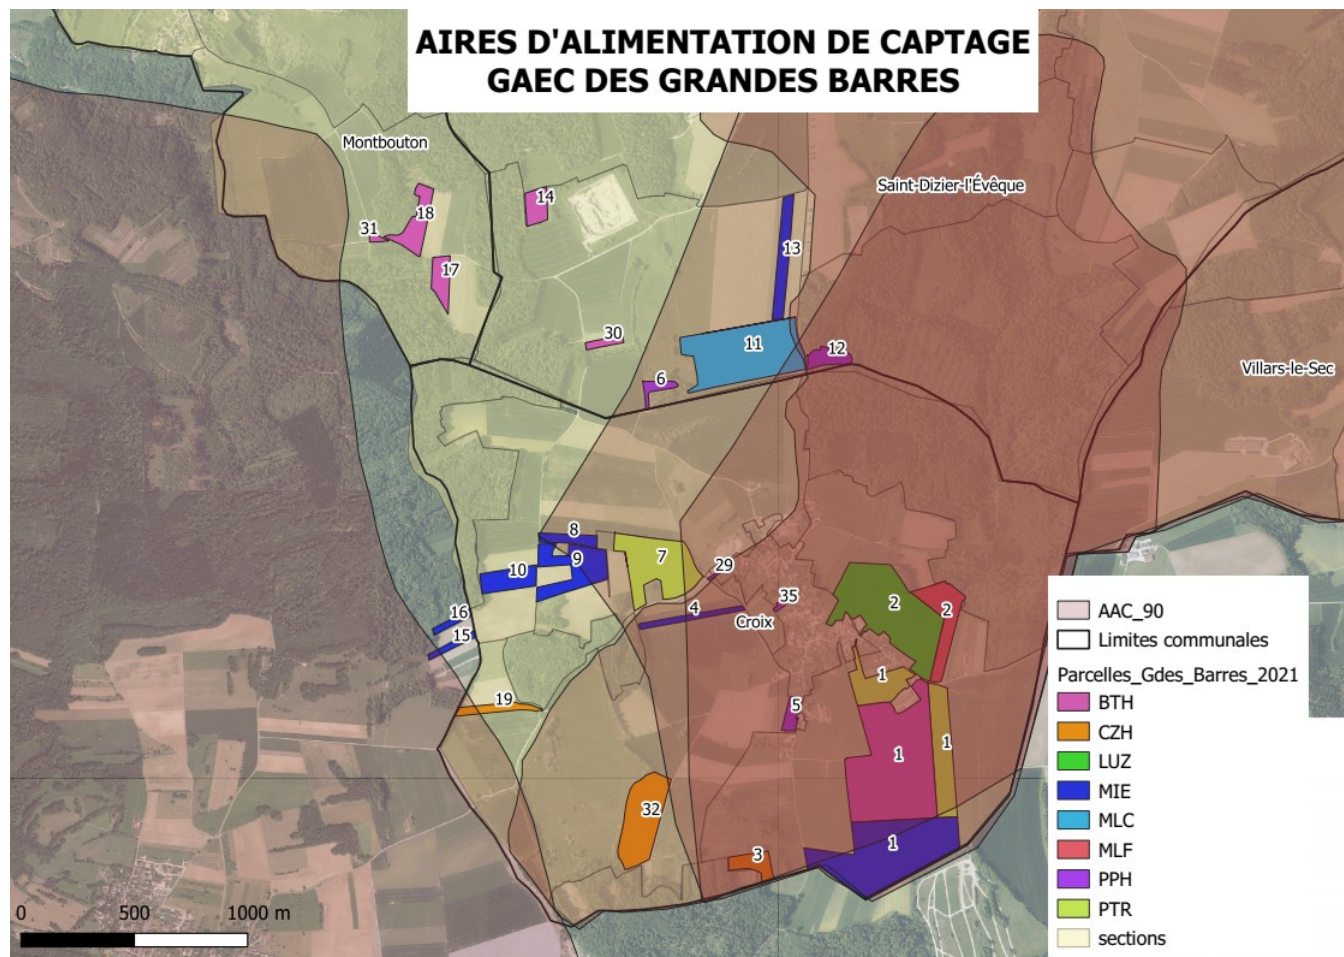 AIRES D'ALIMENTATION DE CAPTAGE
GAEC DES GRANDES BARRES
Montbouton
Saint-Dizier-l'Évêque
14
18
31
13
17
30
11
12
6
Villars-le-Sec
8
7
9
10
29
35
2
2
16
4
Croix
15
1
19
5
1
1
32
1
3
AAC_90
Limites communales
Parcelles_Gdes_Barres_2021
BTH
CZH
LUZ
MIE
MLC
MLF
PPH
PTR
sections
0 500 1000 m